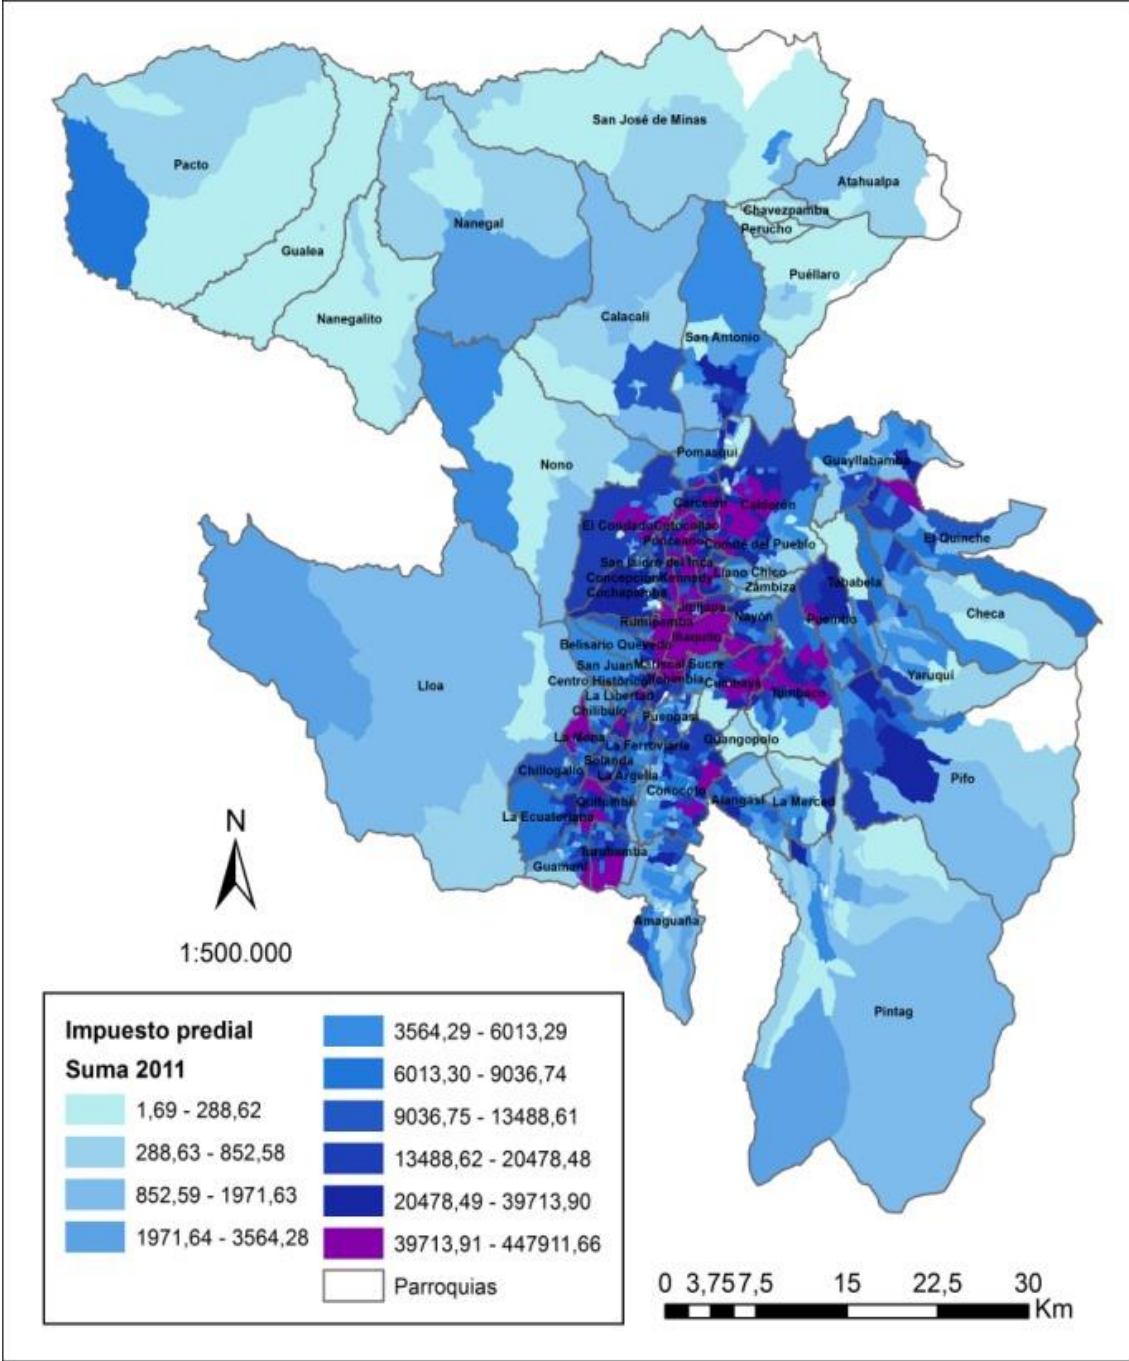 San José de Minas
Pacto
Atahualpa
Chavezpamba
Nanegal
Perucho
Gualea
Puéllaro
Nanegalito
Calacalí
San Antonio
Pomasqui
Guayllabamba
Nono
Carcelén
Calderón
El Condado
Cotocollao
Ponceano
Comité del Pueblo
El Quinche
San Isidro del Inca
Llano Chico
Concepción
Kennedy
Zámbiza
Tababela
Cochapamba
Checa
Jipijapa
Nayón
Puembo
Rumipamba
Iñaquito
Belisario Quevedo
San Juan
Mariscal Sucre
Yaruquí
Centro Histórico
Itchimbía
Cumbayá
Lloa
La Libertad
Tumbaco
Chilibulo
Puengasí
La Mena
La Ferroviaria
Guangopolo
Solanda
Chillogallo
La Argelia
Pifo
Conocoto
Quitumbe
Alangasí
La Merced
La Ecuatoriana
Turubamba
Guamaní
Amaguaña
Pintag
N
1:500.000
Impuesto predial
Suma 2011
1,69 - 288,62
288,63 - 852,58
852,59 - 1971,63
1971,64 - 3564,28
3564,29 - 6013,29
6013,30 - 9036,74
9036,75 - 13488,61
13488,62 - 20478,48
20478,49 - 39713,90
39713,91 - 447911,66
Parroquias
0 3,757,5 15 22,5 30
Km